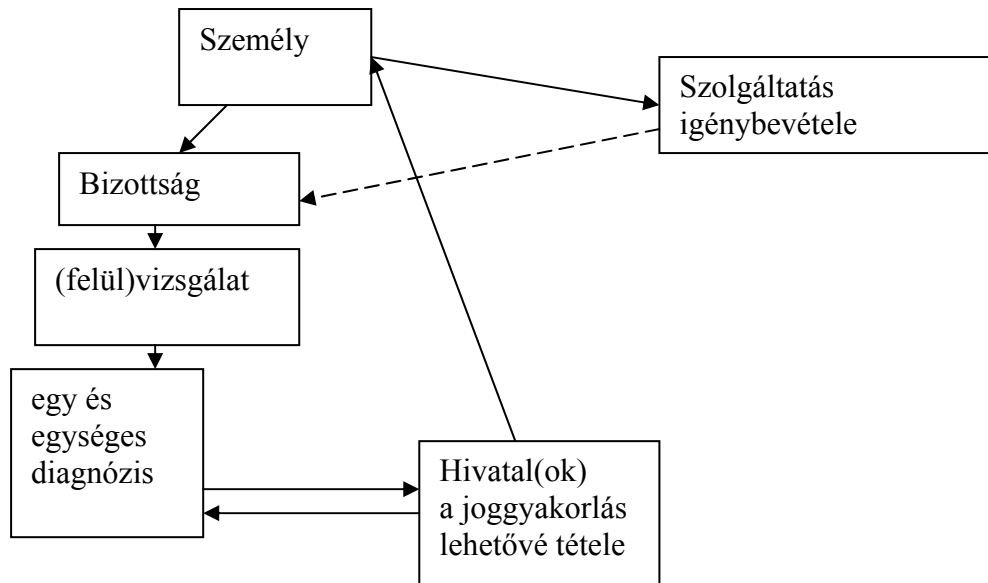 Személy
Szolgáltatás
igénybevétele
Bizottság
(felül)vizsgálat
egy és
egységes
diagnózis
Hivatal(ok)
a joggyakorlás
lehetővé tétele